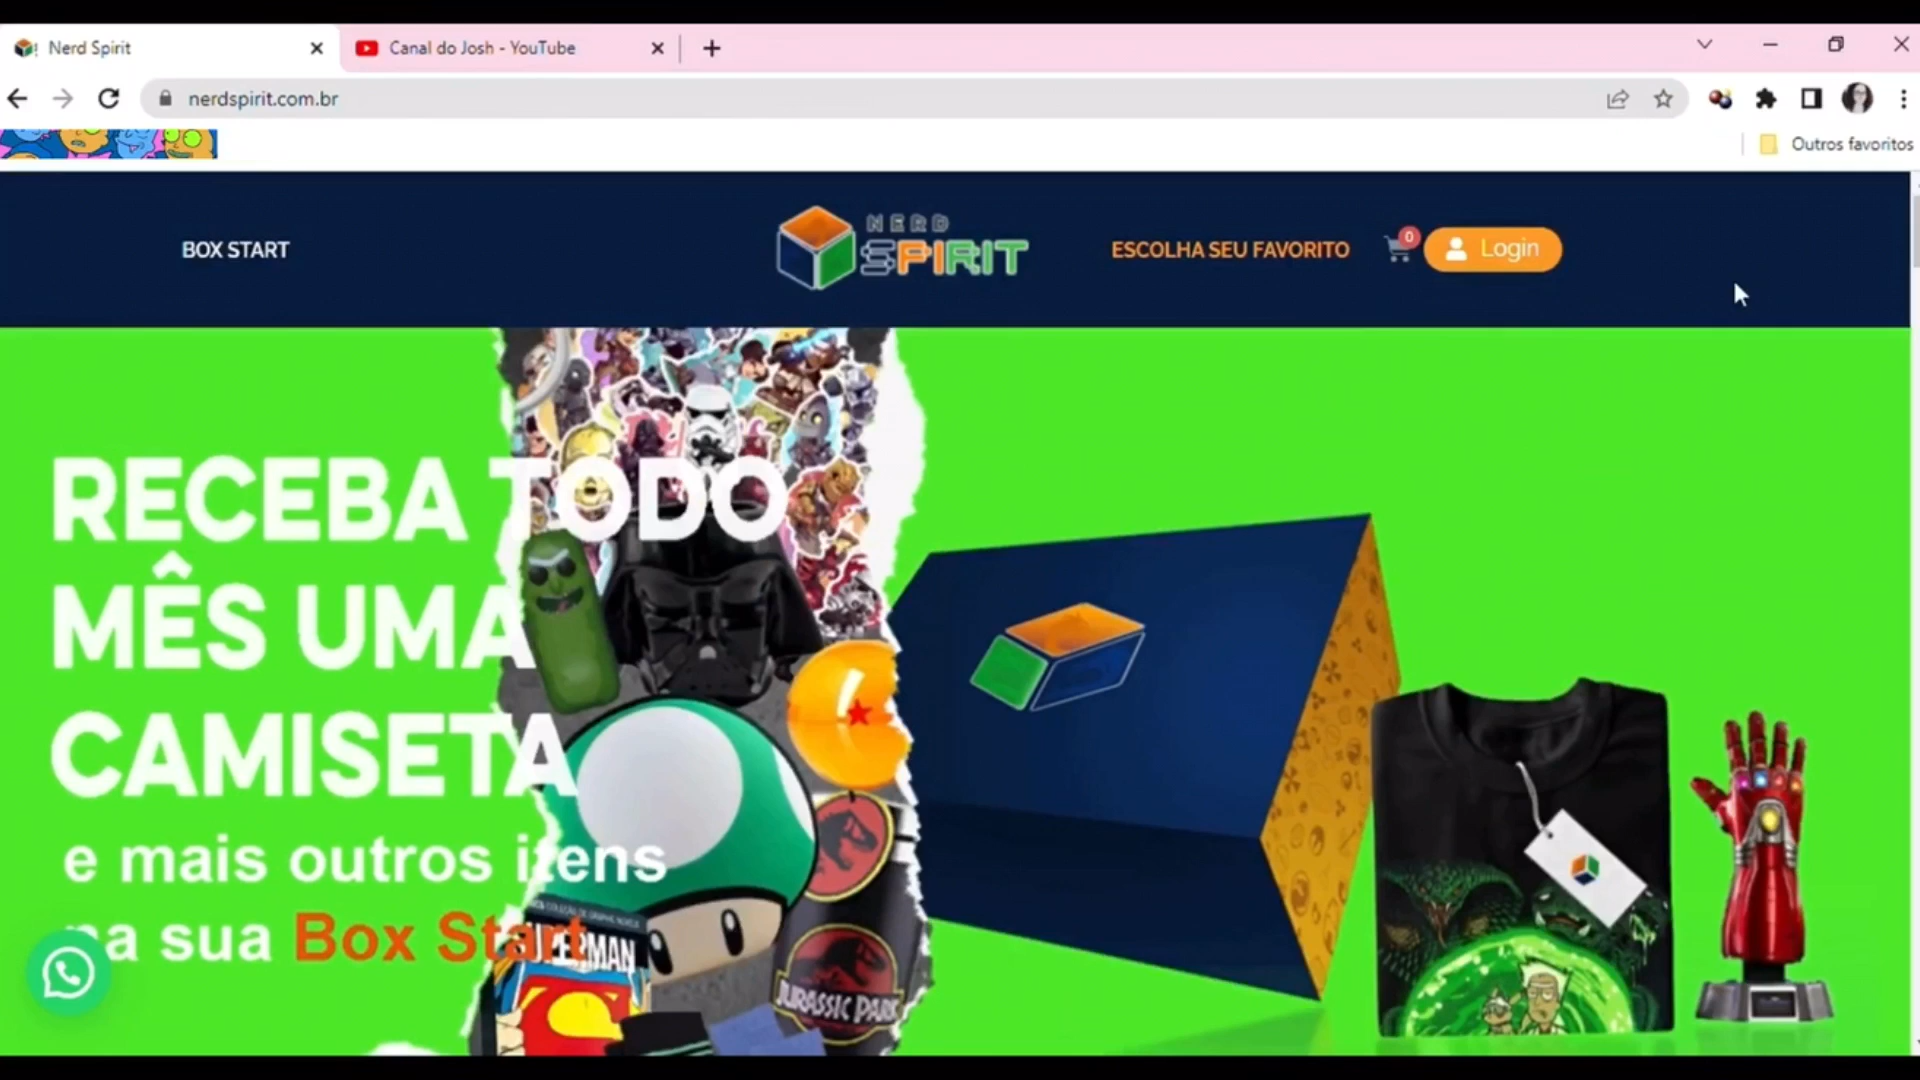 Nerd Spirit
Canal do Josh - YouTube
nerdspirit.com.br
Outros favoritos
BOX START
NERD
SPIRIT
ESCOLHA SEU FAVORITO
0
Login
RECEBA TODO
MÊS UMA
CAMISETA
e mais outros itens
na sua Box Start
SUPERMAN
JURASSIC PARK